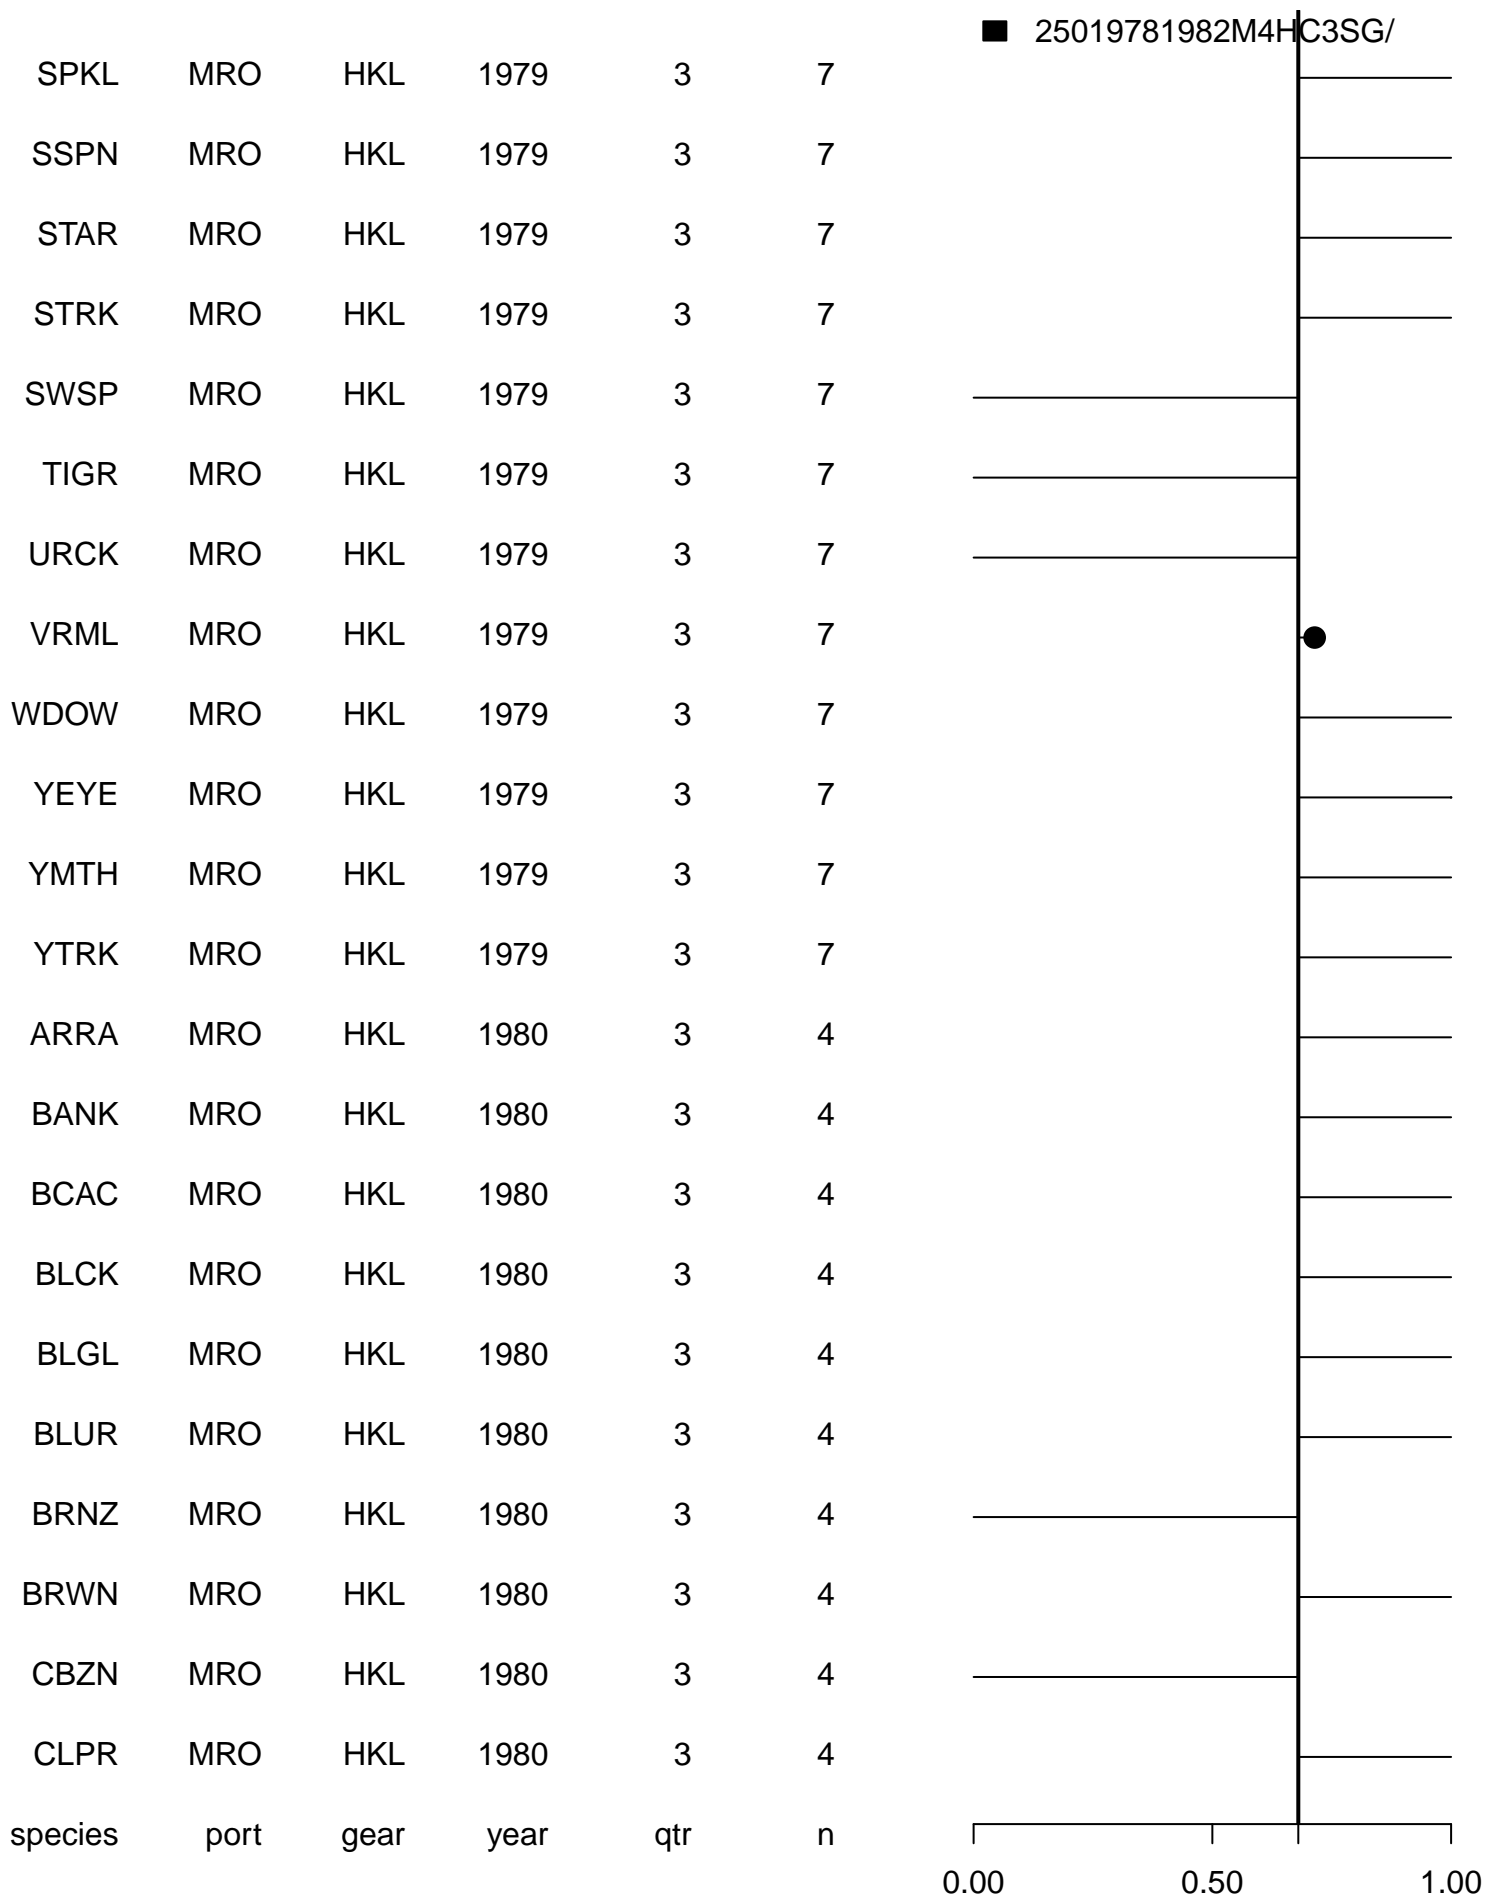 25019781982M4HC3SG/
SPKL MRO HKL 1979 3 7
SSPN MRO HKL 1979 3 7
STAR MRO HKL 1979 3 7
STRK MRO HKL 1979 3 7
SWSP MRO HKL 1979 3 7
TIGR MRO HKL 1979 3 7
URCK MRO HKL 1979 3 7
VRML MRO HKL 1979 3 7
WDOW MRO HKL 1979 3 7
YEYE MRO HKL 1979 3 7
YMTH MRO HKL 1979 3 7
YTRK MRO HKL 1979 3 7
ARRA MRO HKL 1980 3 4
BANK MRO HKL 1980 3 4
BCAC MRO HKL 1980 3 4
BLCK MRO HKL 1980 3 4
BLGL MRO HKL 1980 3 4
BLUR MRO HKL 1980 3 4
BRNZ MRO HKL 1980 3 4
BRWN MRO HKL 1980 3 4
CBZN MRO HKL 1980 3 4
CLPR MRO HKL 1980 3 4
species port gear year qtr n
0.00 0.50 1.00